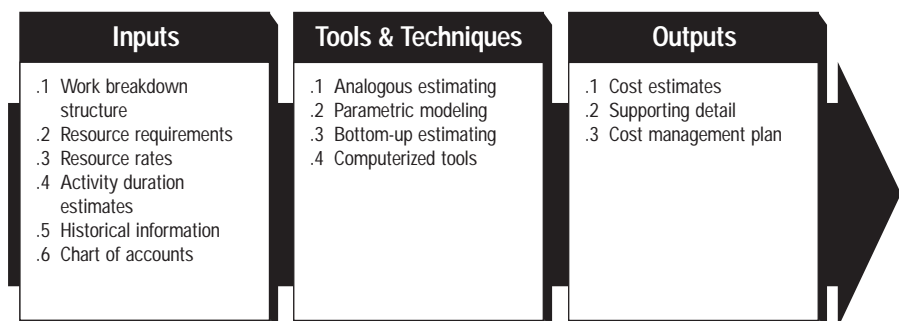 Inputs
.1 Work breakdown
structure
.2 Resource requirements
.3 Resource rates
.4 Activity duration
estimates
.5 Historical information
.6 Chart of accounts
Tools & Techniques
.1 Analogous estimating
.2 Parametric modeling
.3 Bottom-up estimating
.4 Computerized tools
Outputs
.1 Cost estimates
.2 Supporting detail
.3 Cost management plan